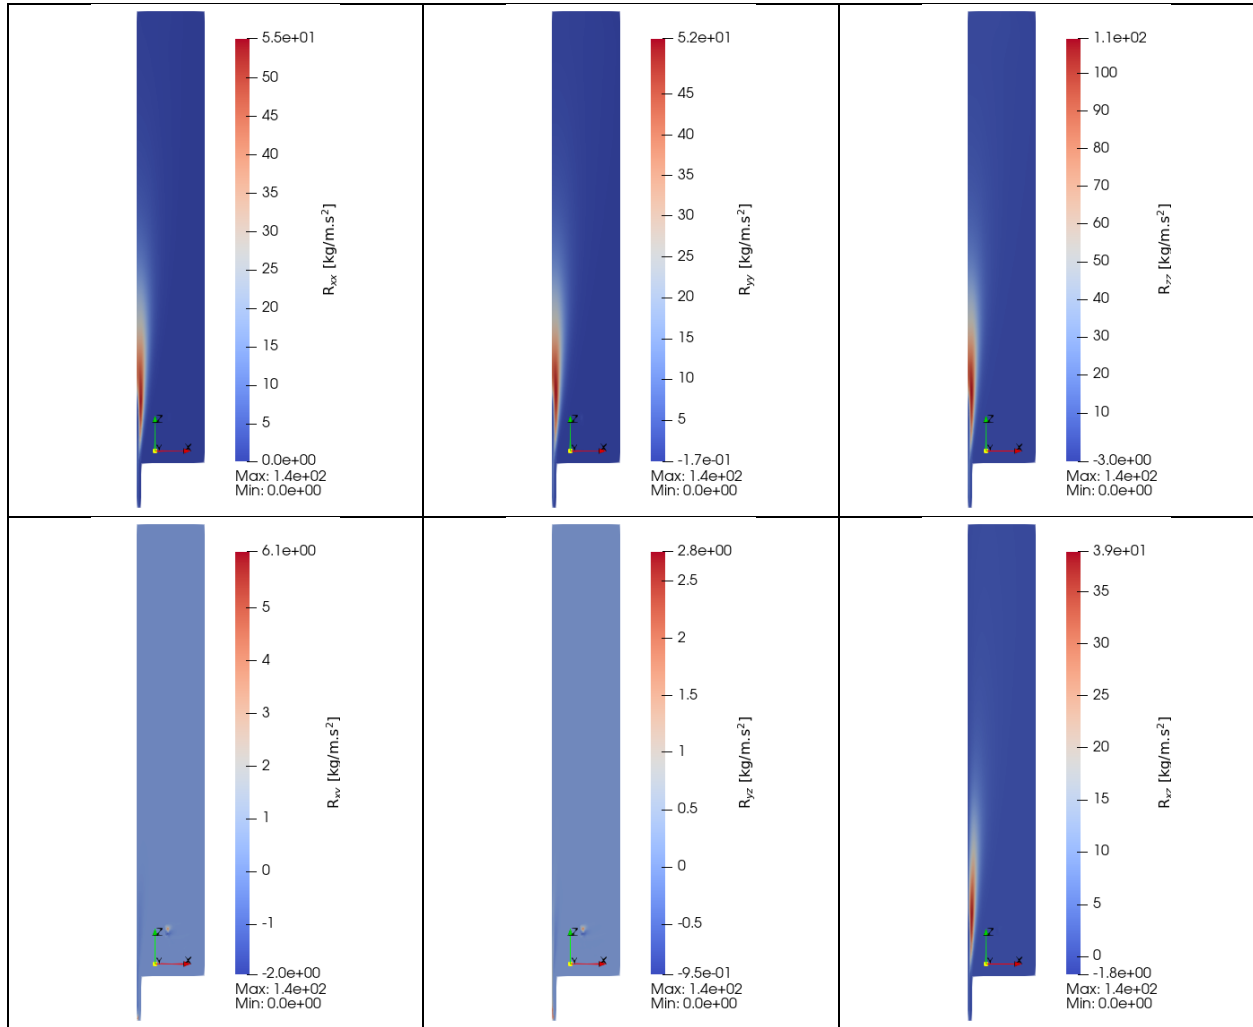 5.5e+01
50
45
40
35
30
25
20
15
10
5
0.0e+00
Rxx [kg/m.s²]
Z
Y
X
Max: 1.4e+02
Min: 0.0e+00
5.2e+01
45
40
35
30
25
20
15
10
5
-1.7e-01
Ryy [kg/m.s²]
Z
Y
X
Max: 1.4e+02
Min: 0.0e+00
1.1e+02
100
90
80
70
60
50
40
30
20
10
-3.0e+00
Rzz [kg/m.s²]
Z
Y
X
Max: 1.4e+02
Min: 0.0e+00
6.1e+00
5
4
3
2
1
0
-1
-2.0e+00
Rxy [kg/m.s²]
Z
Y
X
Max: 1.4e+02
Min: 0.0e+00
2.8e+00
2.5
2
1.5
1
0.5
0
-0.5
-9.5e-01
Ryz [kg/m.s²]
Z
Y
X
Max: 1.4e+02
Min: 0.0e+00
3.9e+01
35
30
25
20
15
10
5
0
-1.8e+00
Rxz [kg/m.s²]
Z
Y
X
Max: 1.4e+02
Min: 0.0e+00